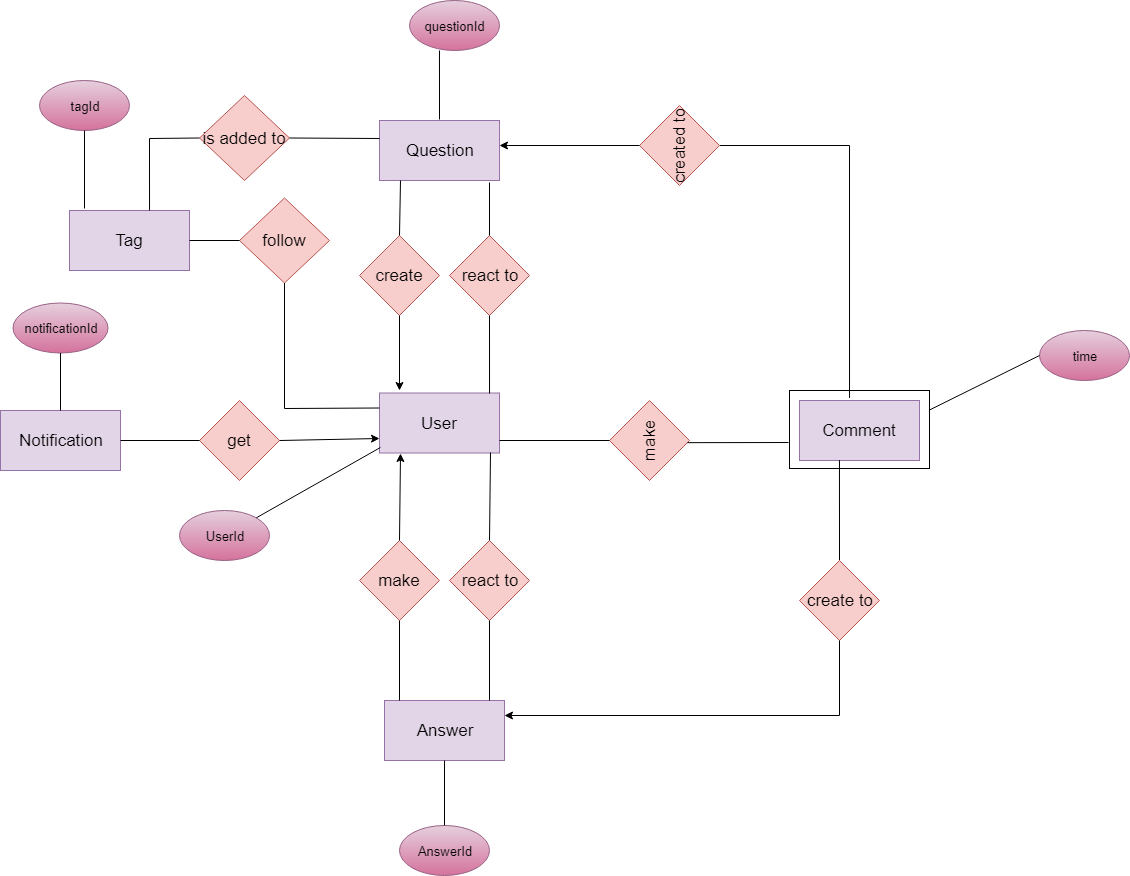 questionId
tagId
is added to
Question
created to
Tag
follow
create
react to
notificationId
time
Notification
get
User
make
Comment
UserId
make
react to
create to
Answer
AnswerId